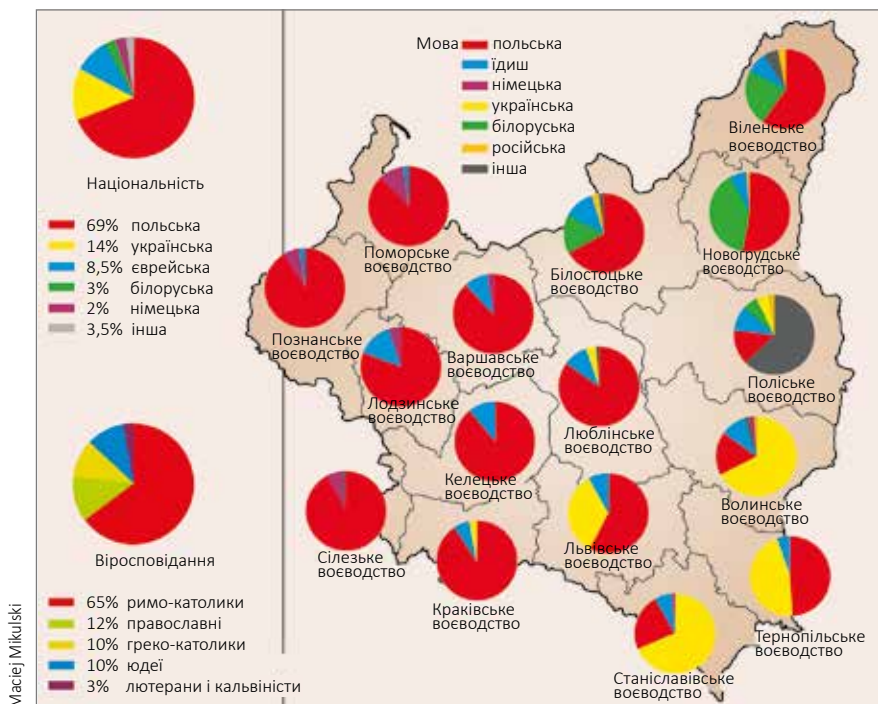 Національність
69% польська
14% українська
8,5% єврейська
3% білоруська
2% німецька
3,5% інша
Віросповідання
65% римо-католики
12% православні
10% греко-католики
10% юдеї
3% лютерани і кальвіністи
Maciej Mikulski
Мова польська
їдиш
німецька
українська
білоруська
російська
інша
Віленське
воєводство
Поморське
воєводство
Білостоцьке
воєводство
Новогрудське
воєводство
Познанське
воєводство
Варшавське
воєводство
Лодзинське
воєводство
Люблінське
воєводство
Поліське
воєводство
Келецьке
воєводство
Волинське
воєводство
Сілезьке
воєводство
Львівське
воєводство
Краківське
воєводство
Тернопільське
воєводство
Станіславівське
воєводство